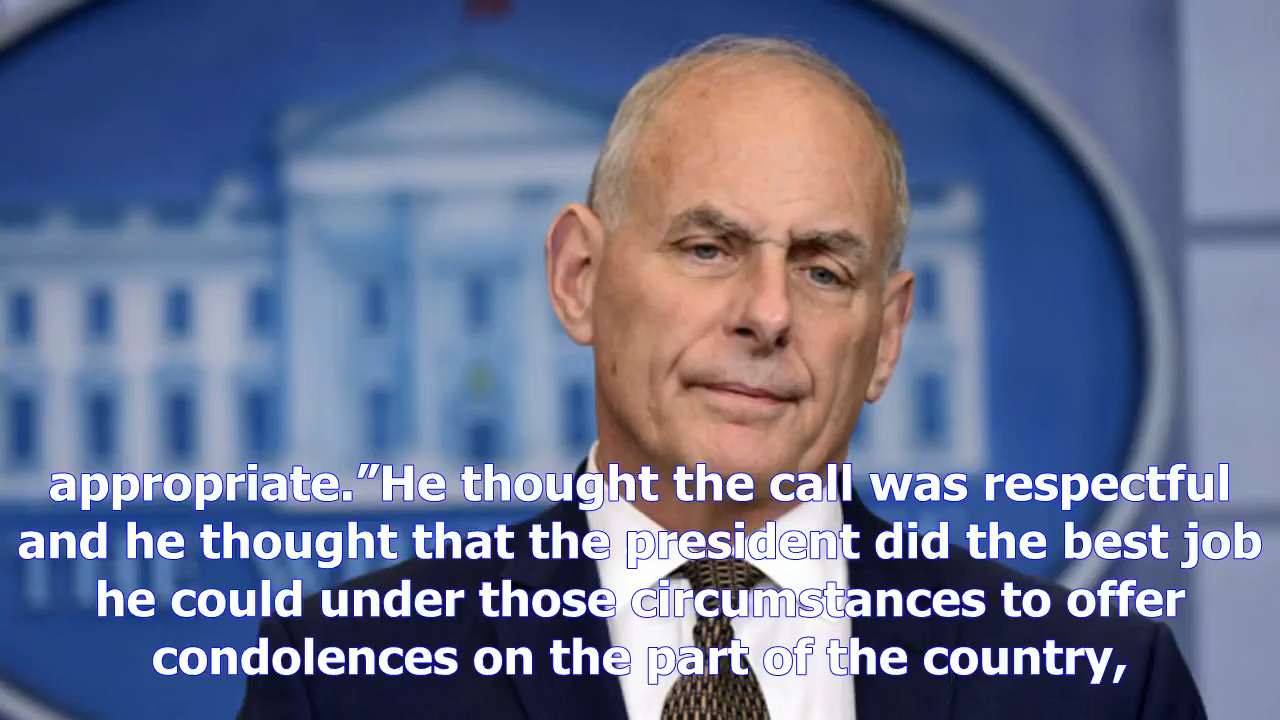 appropriate.”He thought the call was respectful
and he thought that the president did the best job
he could under those circumstances to offer
condolences on the part of the country,